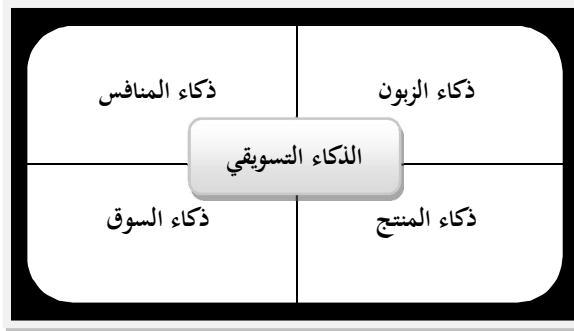 ذكاء الزبون
ذكاء المنافس
الذكاء التسويقي
ذكاء المنتج
ذكاء السوق